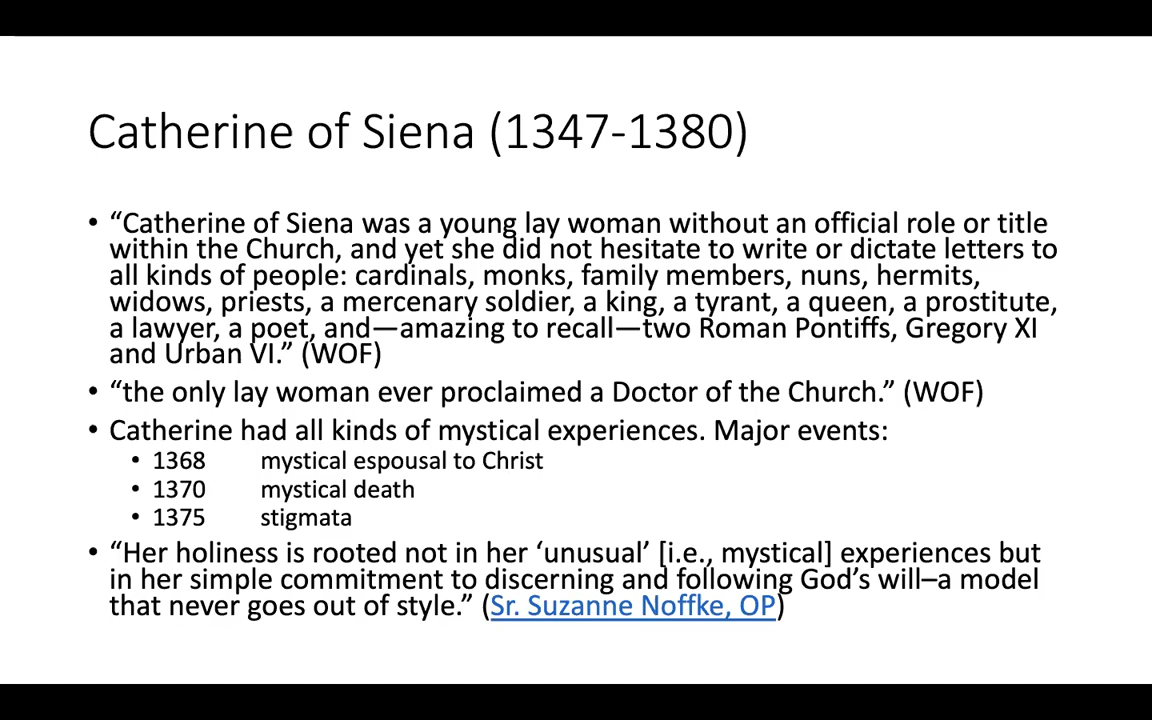 Catherine of Siena (1347-1380)
• “Catherine of Siena was a young lay woman without an official role or title
within the Church, and yet she did not hesitate to write or dictate letters to
all kinds of people: cardinals, monks, family members, nuns, hermits,
widows, priests, a mercenary soldier, a king, a tyrant, a queen, a prostitute,
a lawyer, a poet, and—amazing to recall—two Roman Pontiffs, Gregory XI
and Urban VI.” (WOF)
• “the only lay woman ever proclaimed a Doctor of the Church.” (WOF)
• Catherine had all kinds of mystical experiences. Major events:
• 1368 mystical espousal to Christ
• 1370 mystical death
• 1375 stigmata
• “Her holiness is rooted not in her ‘unusual’ [i.e., mystical] experiences but
in her simple commitment to discerning and following God’s will–a model
that never goes out of style.” (Sr. Suzanne Noffke, OP)